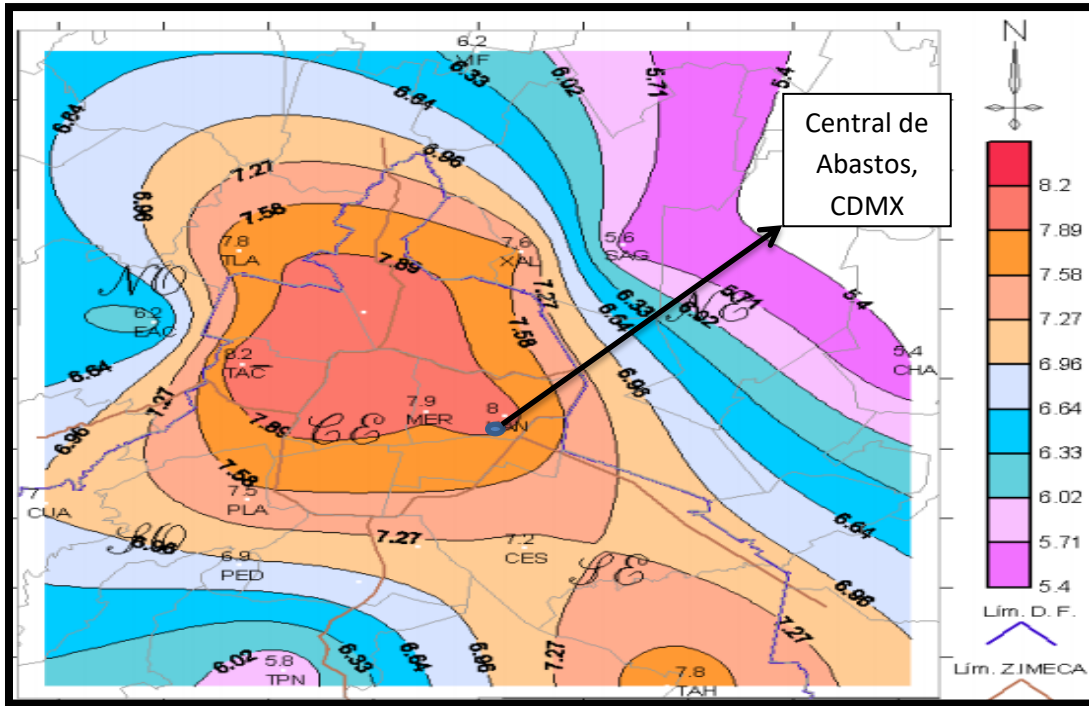 6.2
VIF
6.33
6.02
5.71
5.4
N
6.84
6.64
6.96
Central de
Abastos,
CDMX
7.27
6.96
7.58
7.8
TLA
7.6
XAL
5.6
SAG
8.2
7.89
7.58
7.27
6.96
6.64
6.33
6.02
5.71
5.4
7.89
NO
7.27
5.71
NE
6.92
5.4
6.33
6.64
6.2
EAC
7.58
6.64
8.2
TAC
5.4
CHA
6.96
7.27
7.9
MER
8
AN
CE
7.89
6.96
7.58
7.5
PLA
7
CUA
6.64
SO
6.96
7.27
7.2
CES
6.9
PED
SE
6.96
Lím. D. F.
7.27
6.02
5.8
TPN
6.33
6.64
6.96
7.27
7.8
TAH
Lím. Z.IMECA